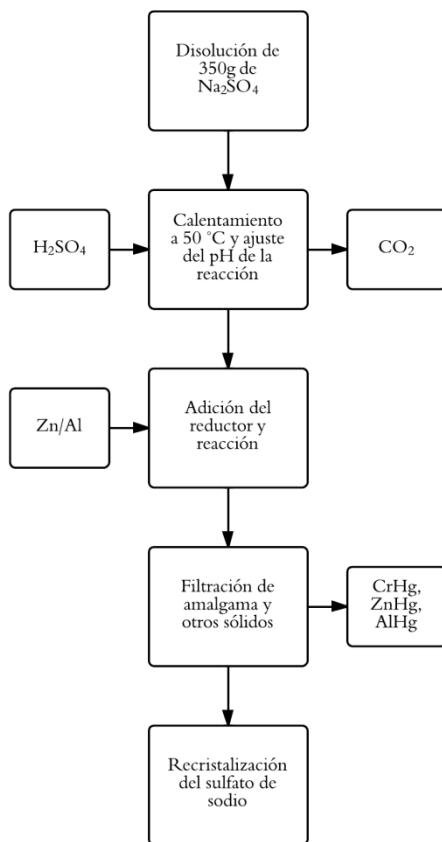 Disolución de
350g de
Na₂SO₄
H₂SO₄
Calentamiento
a 50 °C y ajuste
del pH de la
reacción
CO₂
Zn/Al
Adición del
reductor y
reacción
Filtración de
amalgama y
otros sólidos
CrHg,
ZnHg,
AlHg
Recristalización
del sulfato de
sodio